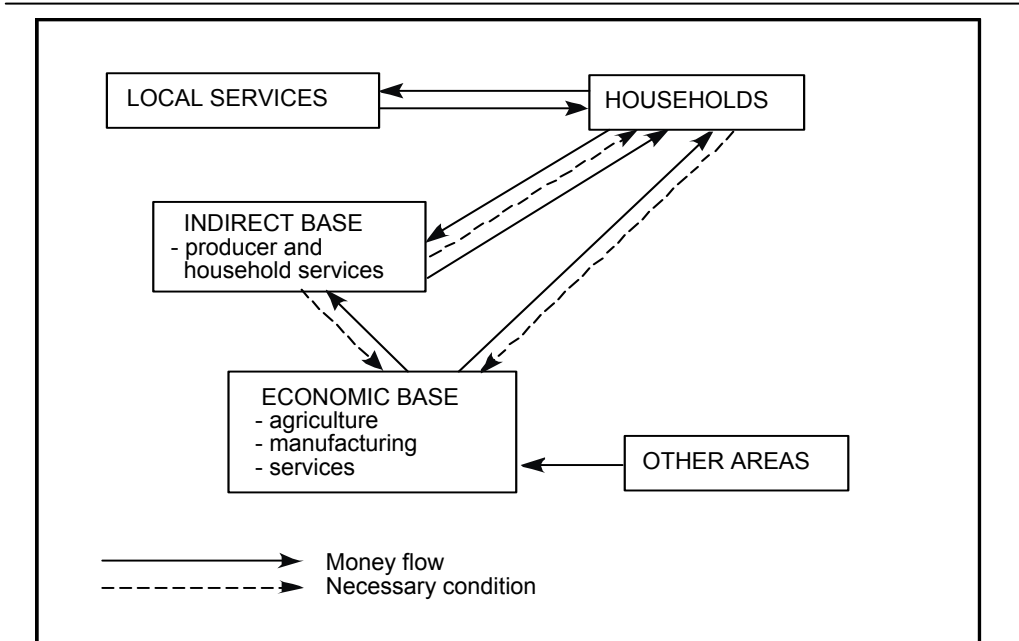 LOCAL SERVICES
HOUSEHOLDS
INDIRECT BASE
- producer and
household services
ECONOMIC BASE
- agriculture
- manufacturing
- services
OTHER AREAS
Money flow
Necessary condition